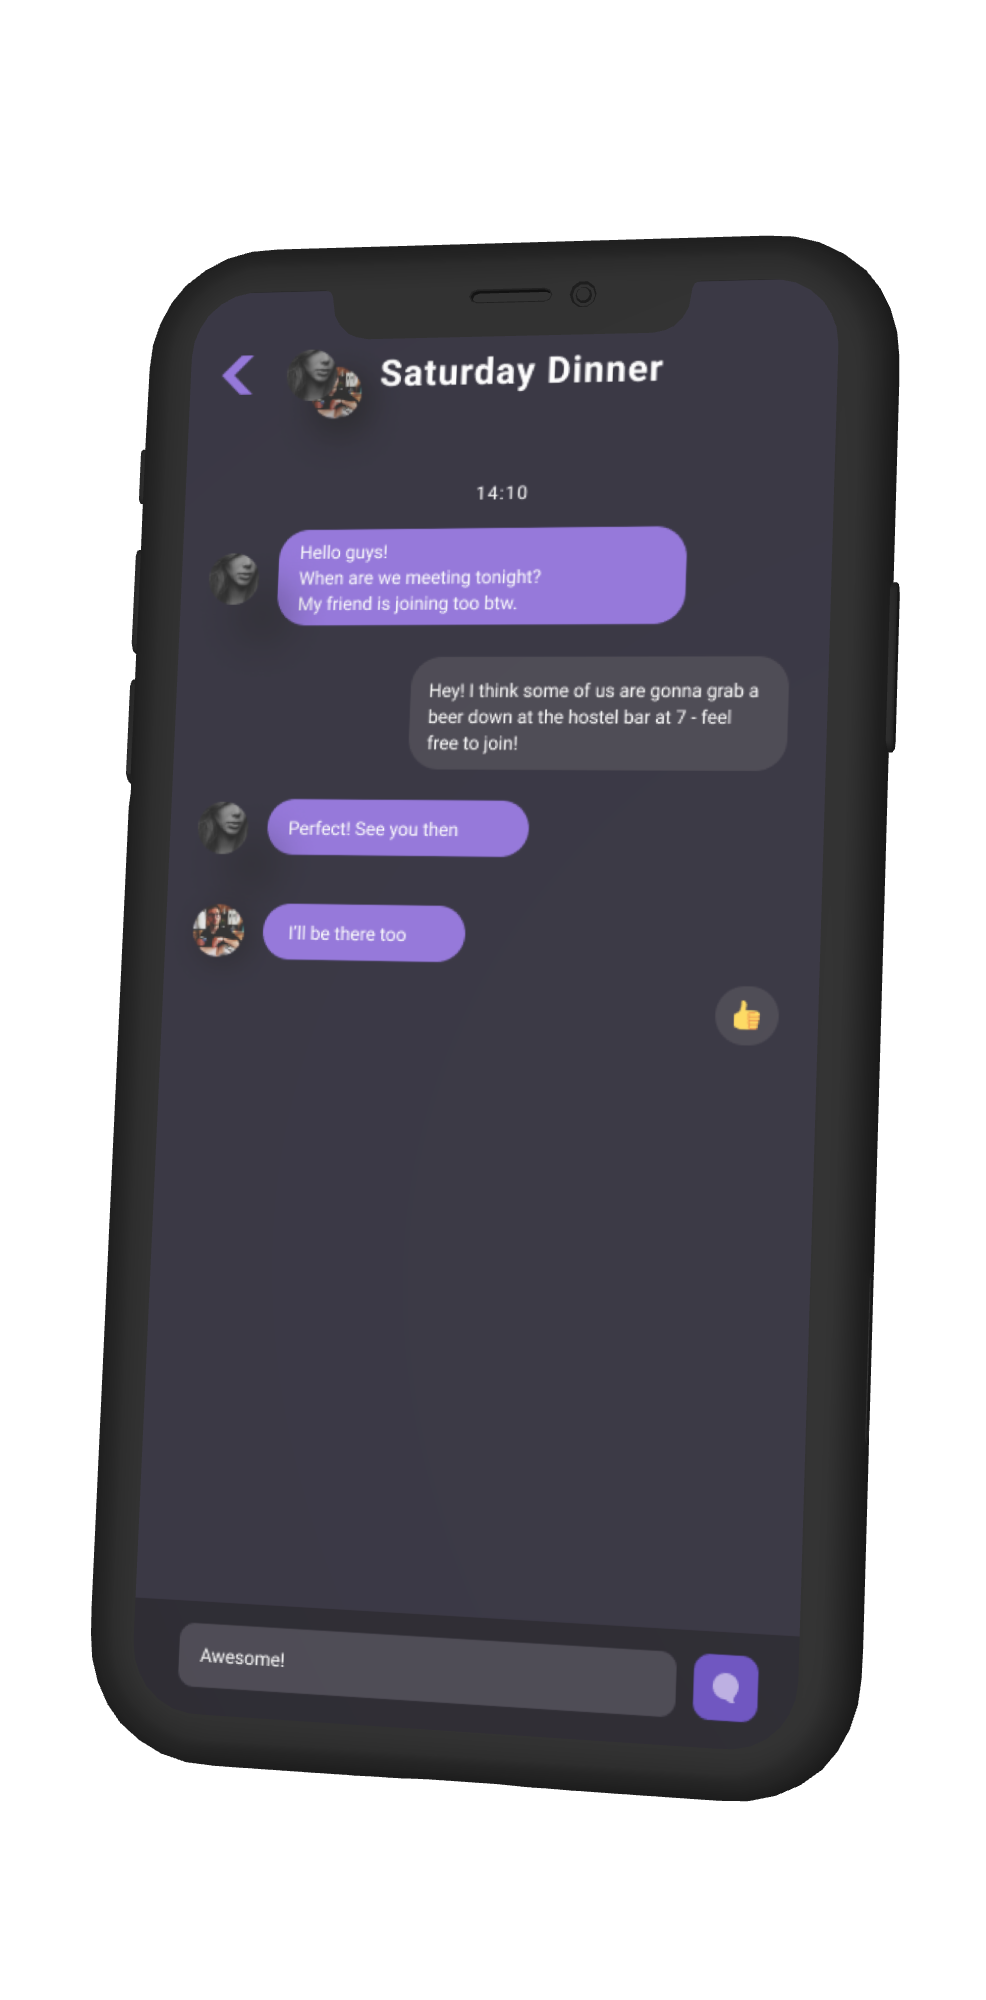 Saturday Dinner
14:10
Hello guys!
When are we meeting tonight?
My friend is joining too btw.
Hey! I think some of us are gonna grab a
beer down at the hostel bar at 7 - feel
free to join!
Perfect! See you then
I'll be there too
👍
Awesome!